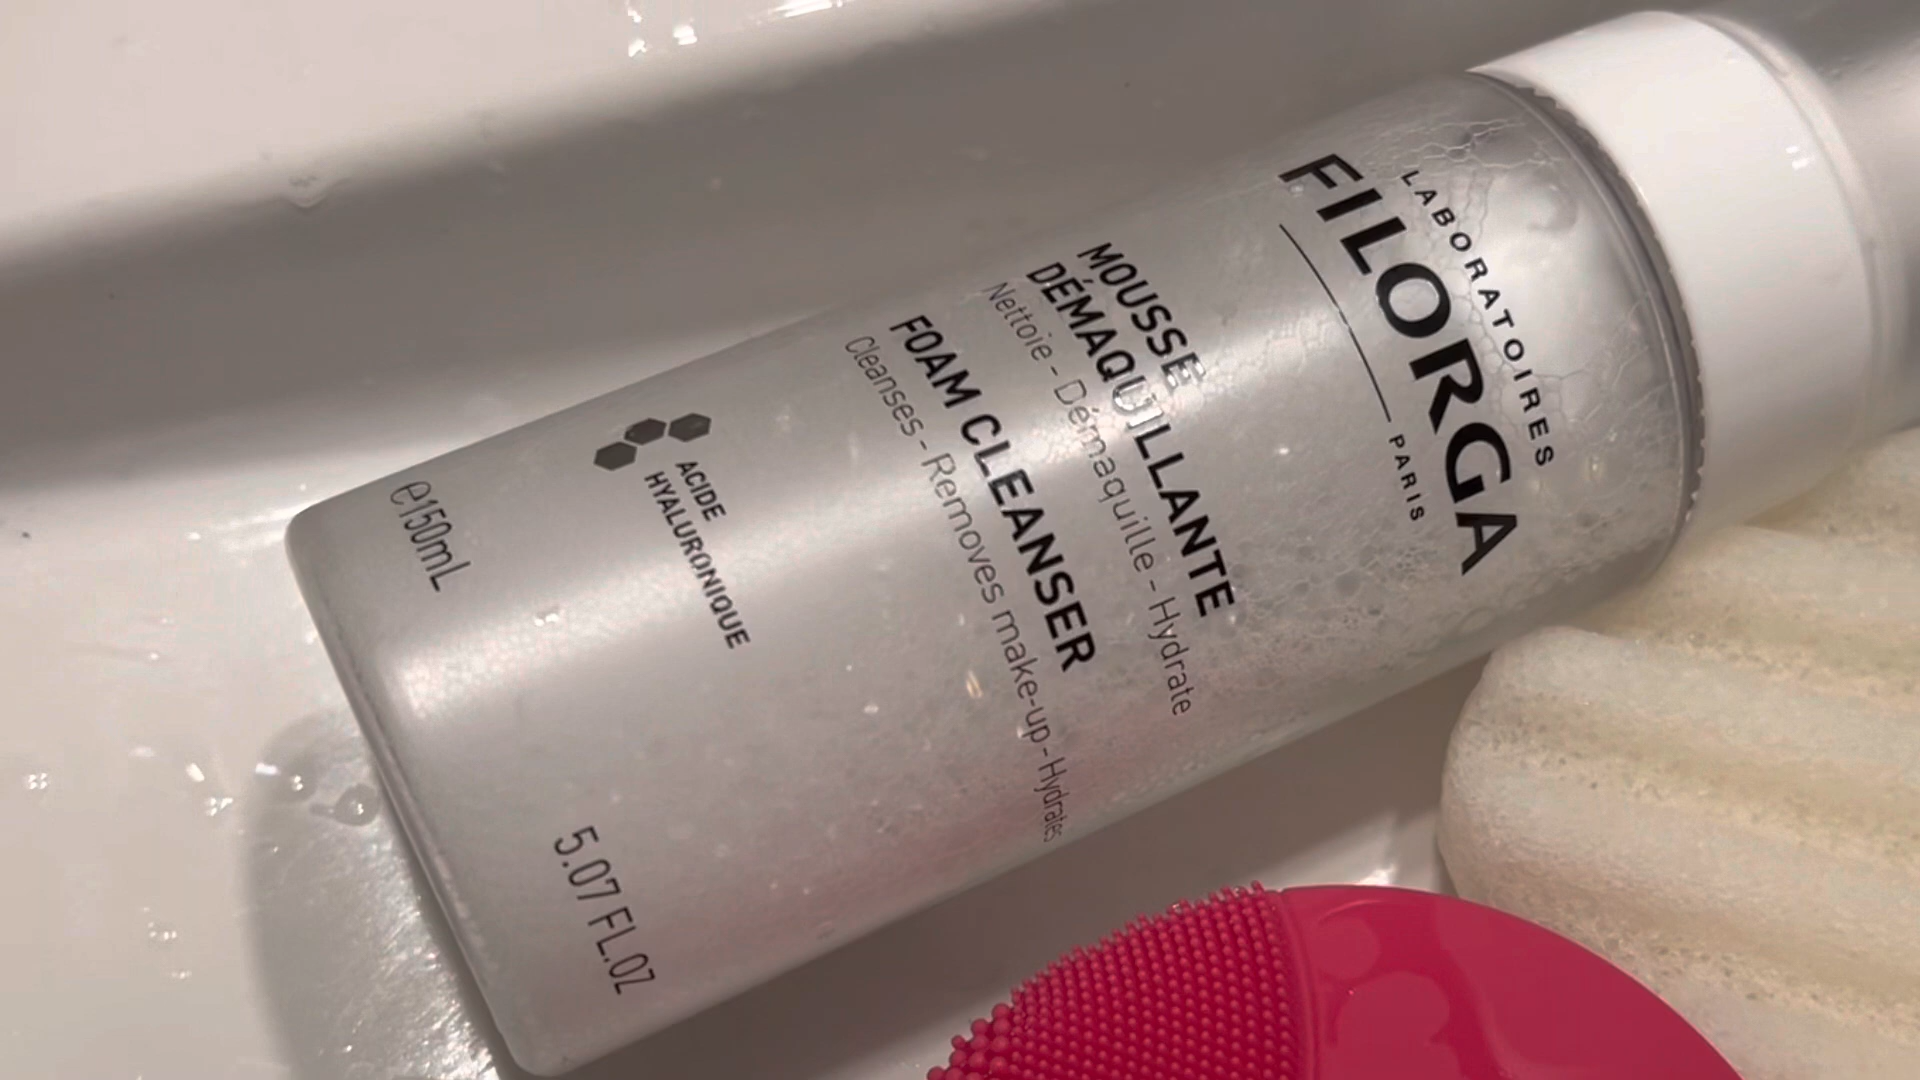 LABORATOIRES
FILORGA
PARIS
MOUSSE
DÉMAQUILLANTE
Nettoie - Démaquille - Hydrate
FOAM CLEANSER
Cleanses - Removes make-up - Hydrates
ACIDE
HYALURONIQUE
℮150mL
5.07 FL.OZ